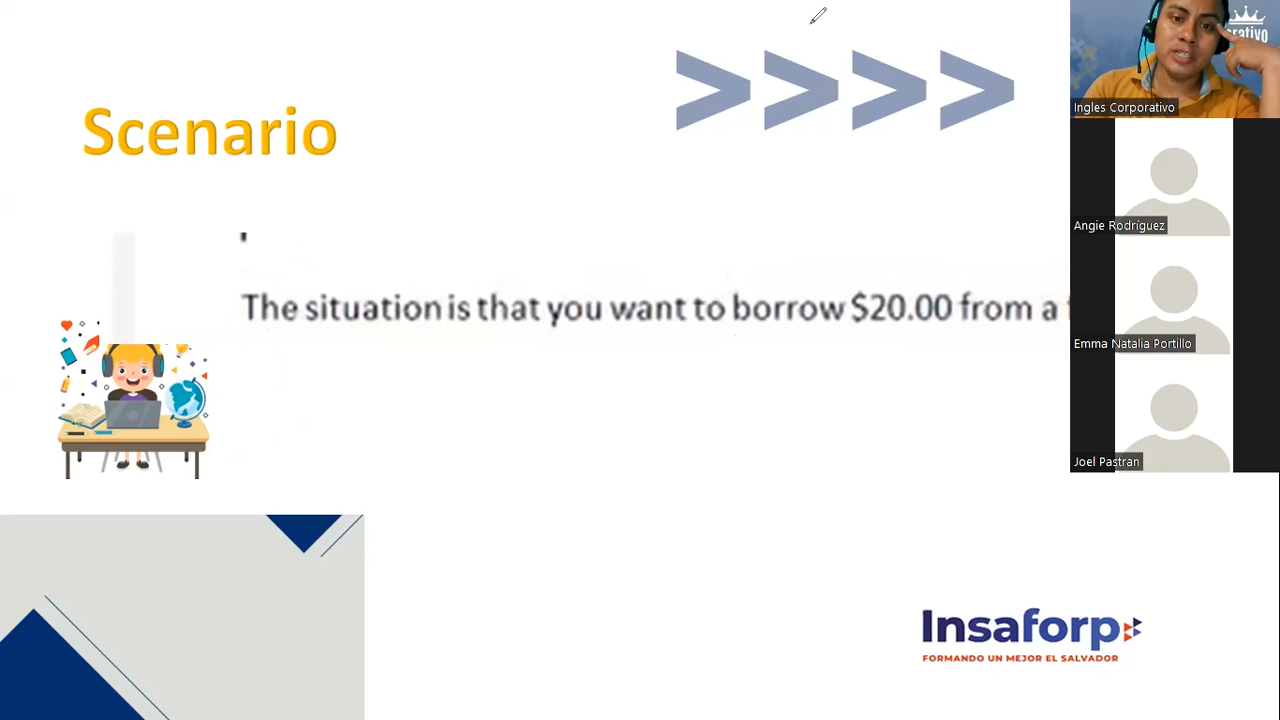 Scenario
>>>>
The situation is that you want to borrow $20.00 from a
rativo
Ingles Corporativo
Angie Rodríguez
Emma Natalia Portillo
Joel Pastran
Insaforp
FORMANDO UN MEJOR EL SALVADOR